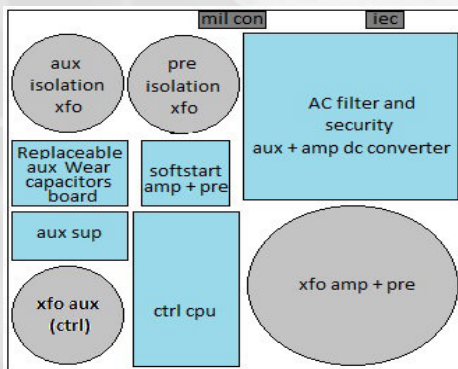 mil con
iec
aux
isolation
xfo
pre
isolation
xfo
AC filter and
security
aux + amp dc converter
Replaceable
aux Wear
capacitors
board
softstart
amp + pre
aux sup
xfo aux
(ctrl)
ctrl cpu
xfo amp + pre